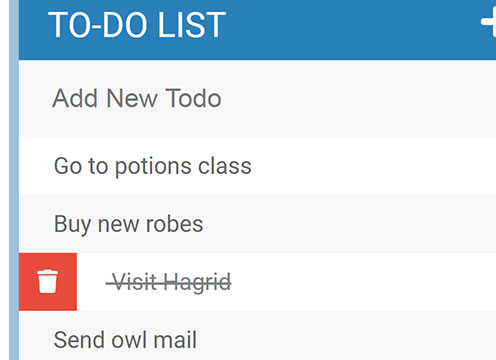 TO-DO LIST
Add New Todo
Go to potions class
Buy new robes
Visit Hagrid
Send owl mail